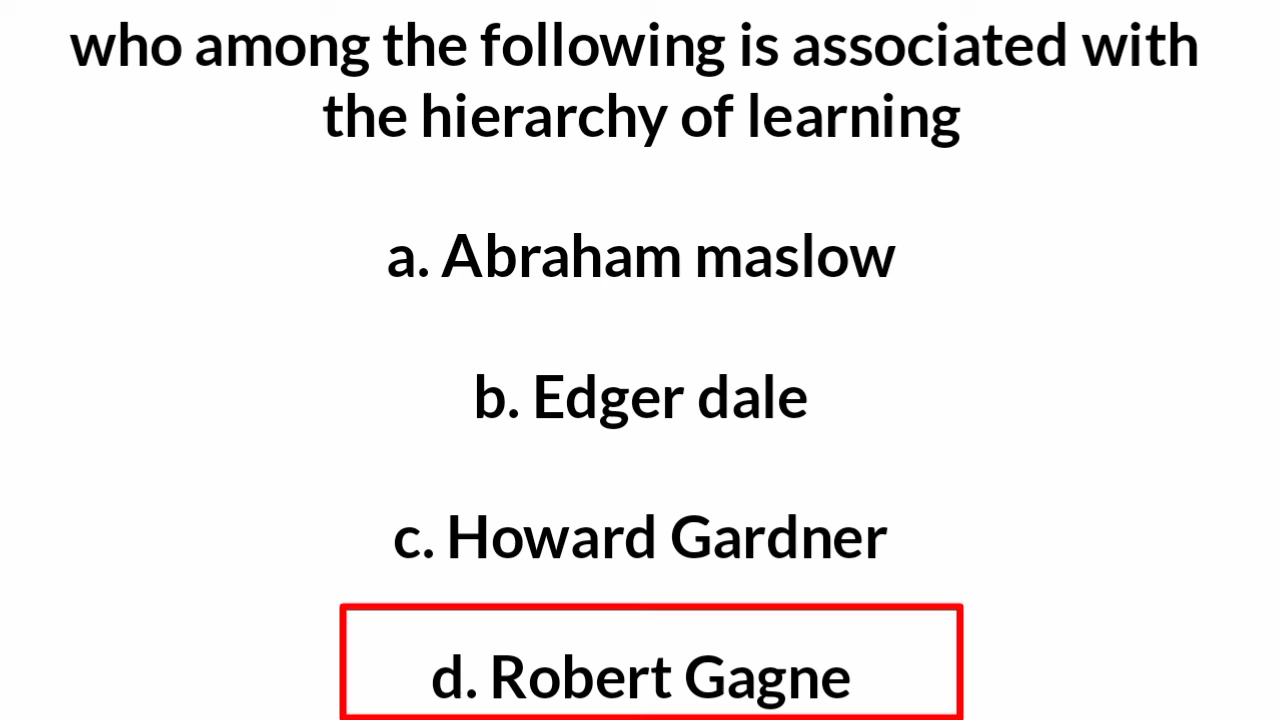 who among the following is associated with
the hierarchy of learning
a. Abraham maslow
b. Edger dale
c. Howard Gardner
d. Robert Gagne